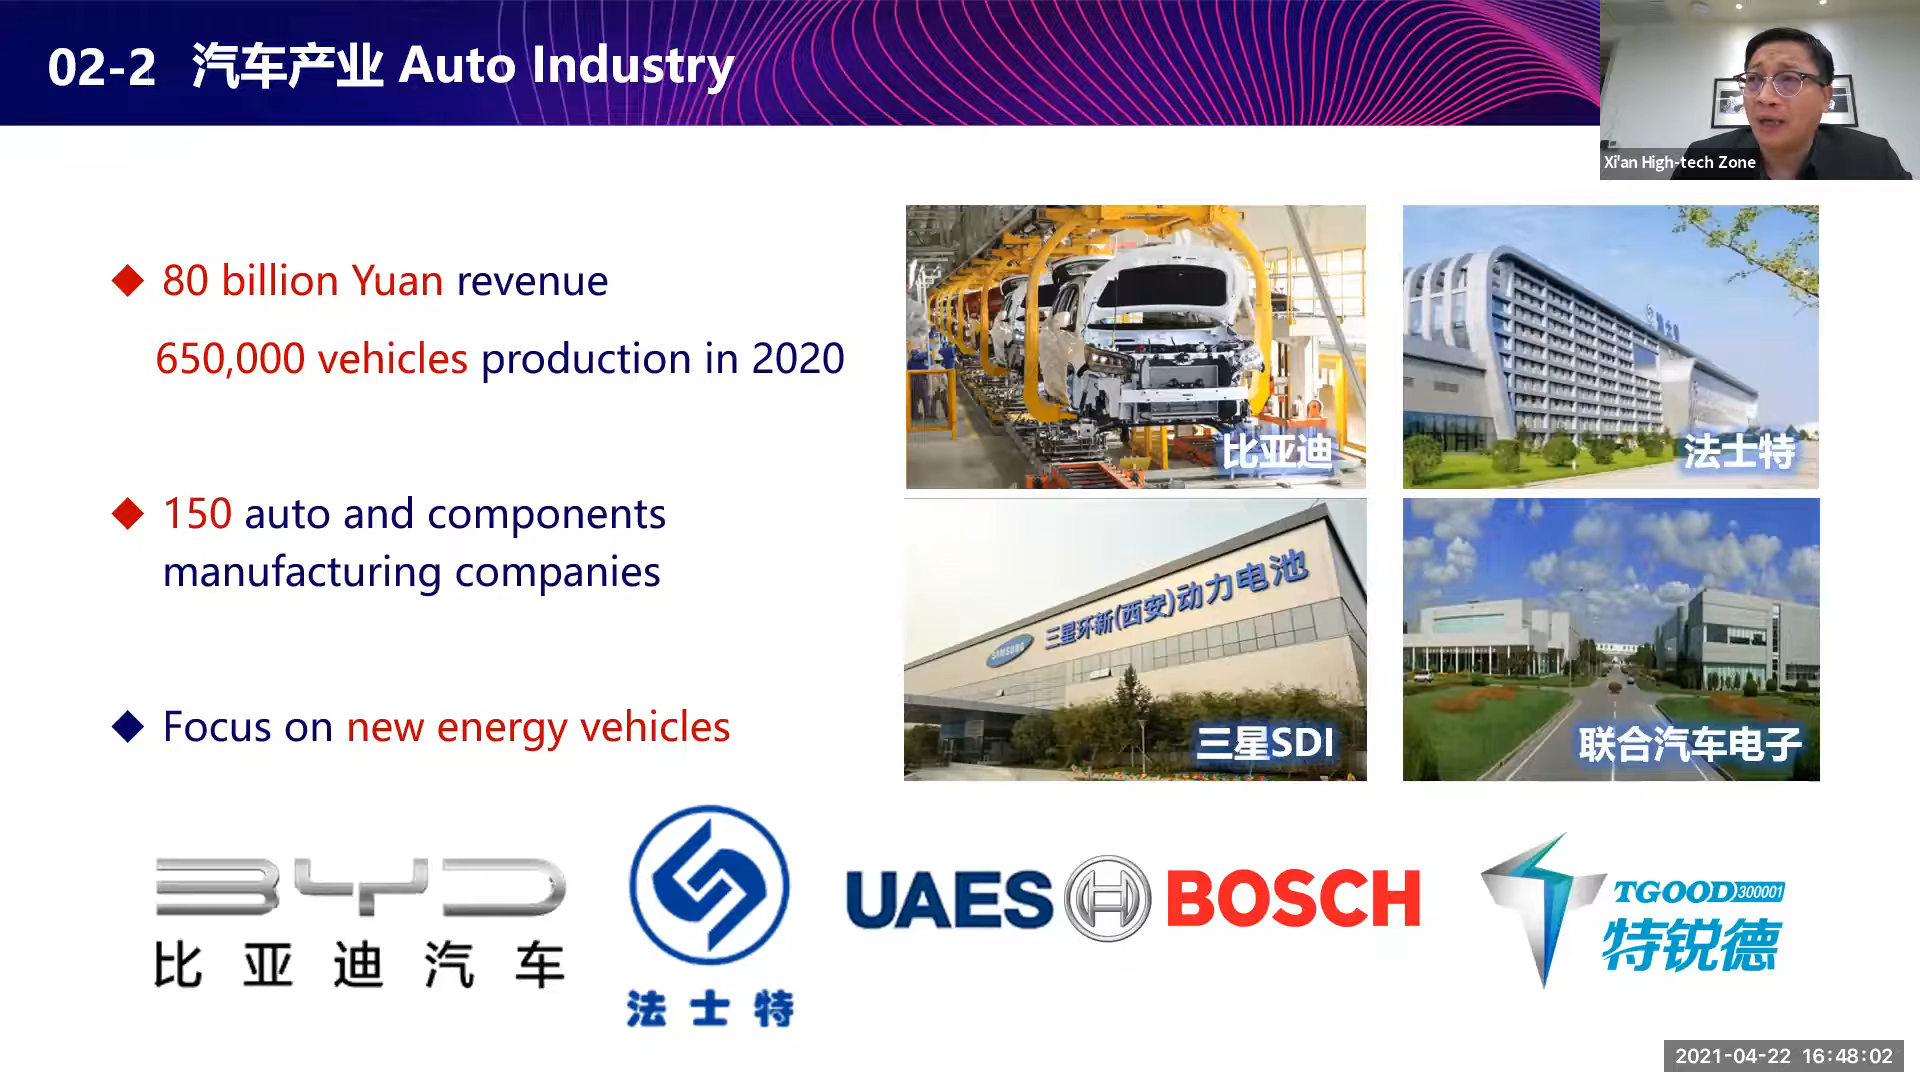 02-2 汽车产业 Auto Industry
Xi'an High-tech Zone
80 billion Yuan revenue
650,000 vehicles production in 2020
150 auto and components
manufacturing companies
Focus on new energy vehicles
比亚迪
法士特
SAMSUNG 三星环新(西安)动力电池
三星SDI
联合汽车电子
BYD
比亚迪汽车
法士特
UAES BOSCH
TGOOD 300001
特锐德
2021-04-22 16:48:02